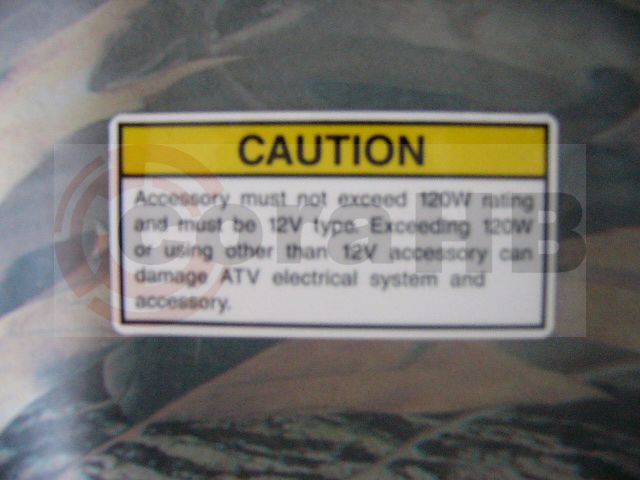 CAUTION
Accessory must not exceed 120W rating
and must be 12V type. Exceeding 120W
or using other than 12V accessory can
damage ATV electrical system and
accessory.
CoraHB